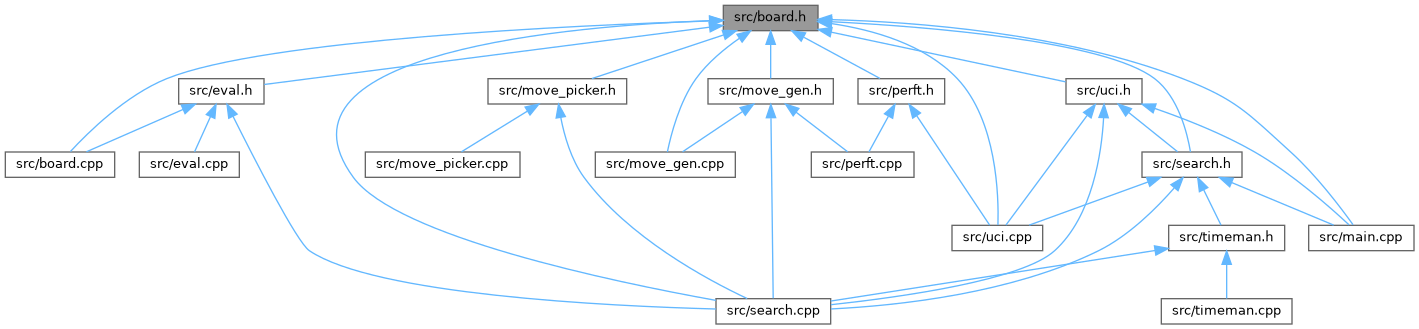 src/board.h
src/eval.h
src/move_picker.h
src/move_gen.h
src/perft.h
src/uci.h
src/board.cpp
src/eval.cpp
src/move_picker.cpp
src/move_gen.cpp
src/perft.cpp
src/search.h
src/uci.cpp
src/timeman.h
src/main.cpp
src/search.cpp
src/timeman.cpp